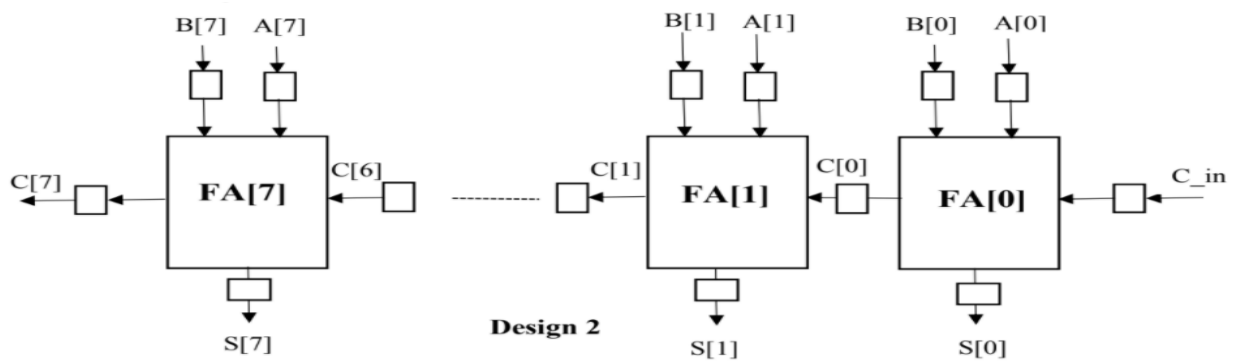 B[7] A[7] B[1] A[1] B[0] A[0]
C[7] FA[7] C[6] C[1] FA[1] C[0] FA[0] C_in
Design 2
S[7] S[1] S[0]